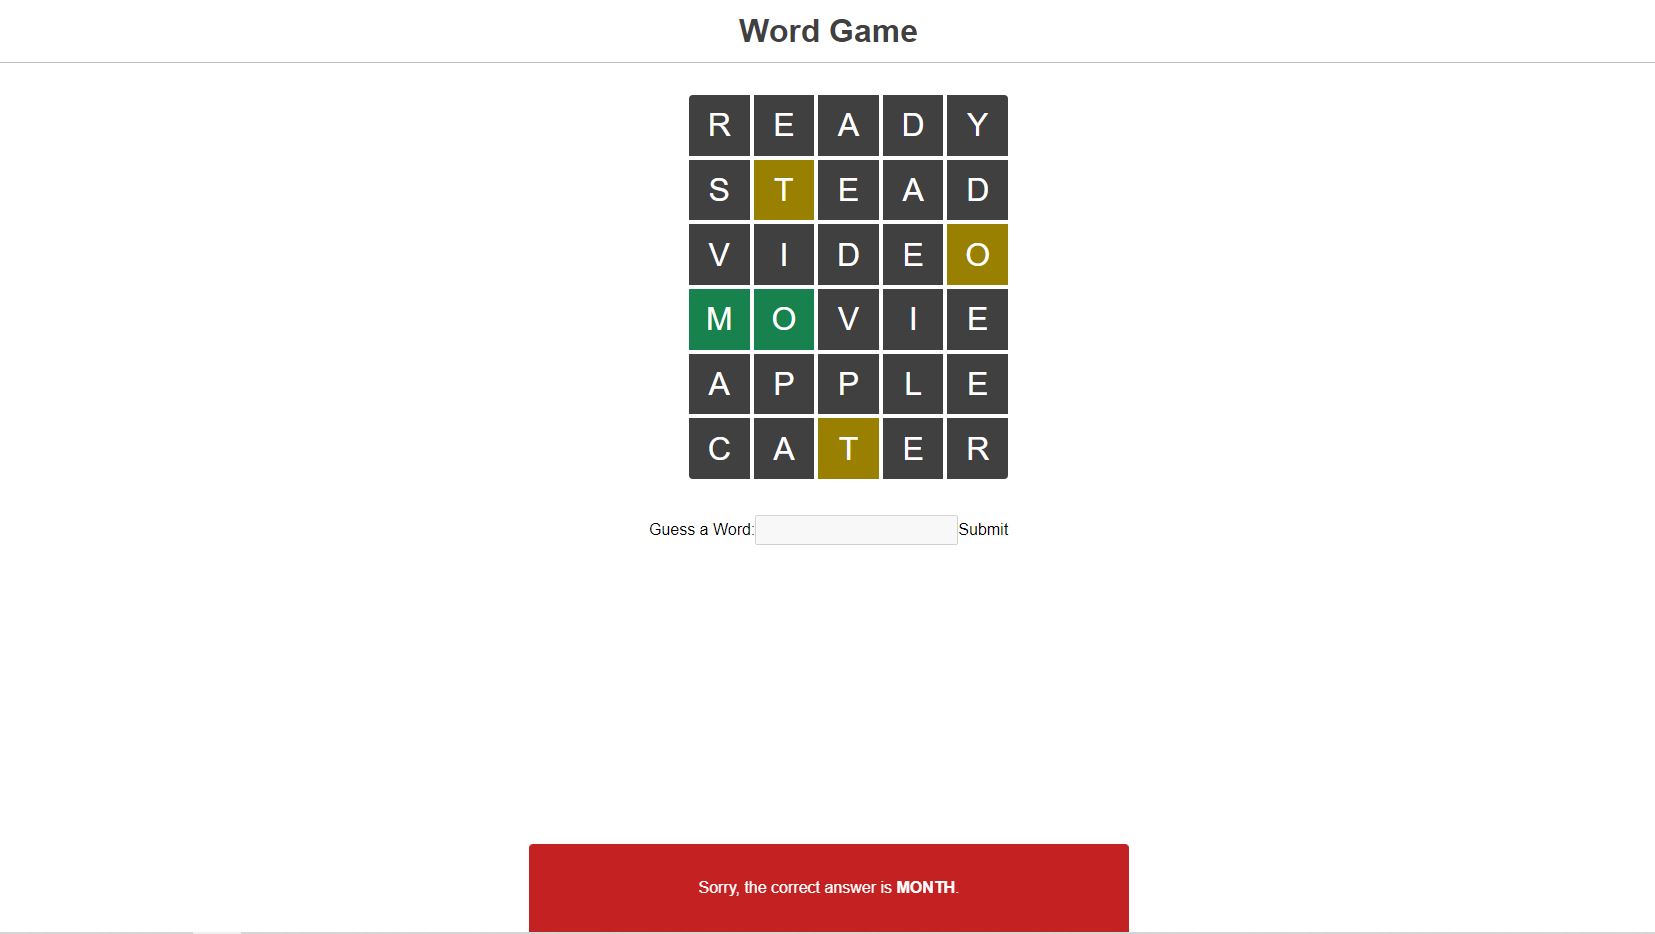 Word Game
R E A D Y
S T E A D
V I D E O
M O V I E
A P P L E
C A T E R
Guess a Word: Submit
Sorry, the correct answer is MONTH.